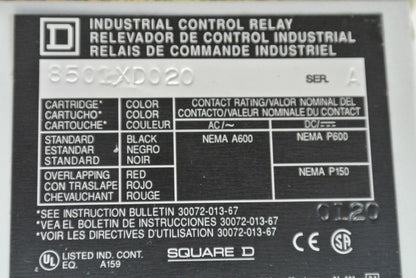 INDUSTRIAL CONTROL RELAY
RELEVADOR DE CONTROL INDUSTRIAL
RELAIS DE COMMANDE INDUSTRIEL
8501XDO20 SER. A
CARTRIDGE* COLOR CONTACT RATING/VALOR NOMINAL DEL
CARTUCHO* COLOR CONTACTO/VALEUR NOMINALE DU CONTACT
CARTOUCHE* COULEUR AC/~ DC/⎓
STANDARD BLACK NEMA A600 NEMA P600
ESTANDAR NEGRO
STANDARD NOIR
OVERLAPPING RED NEMA P150
CON TRASLAPE ROJO
CHEVAUCHANT ROUGE
*SEE INSTRUCTION BULLETIN 30072-013-67
*VEA EL BOLETIN DE INSTRUCCIONES 30072-013-67
*VOIR LES DIRECTIVES D'UTILISATION 30072-013-67
0120
UL LISTED IND. CONT. EQ. A159
SQUARE D
CE SA